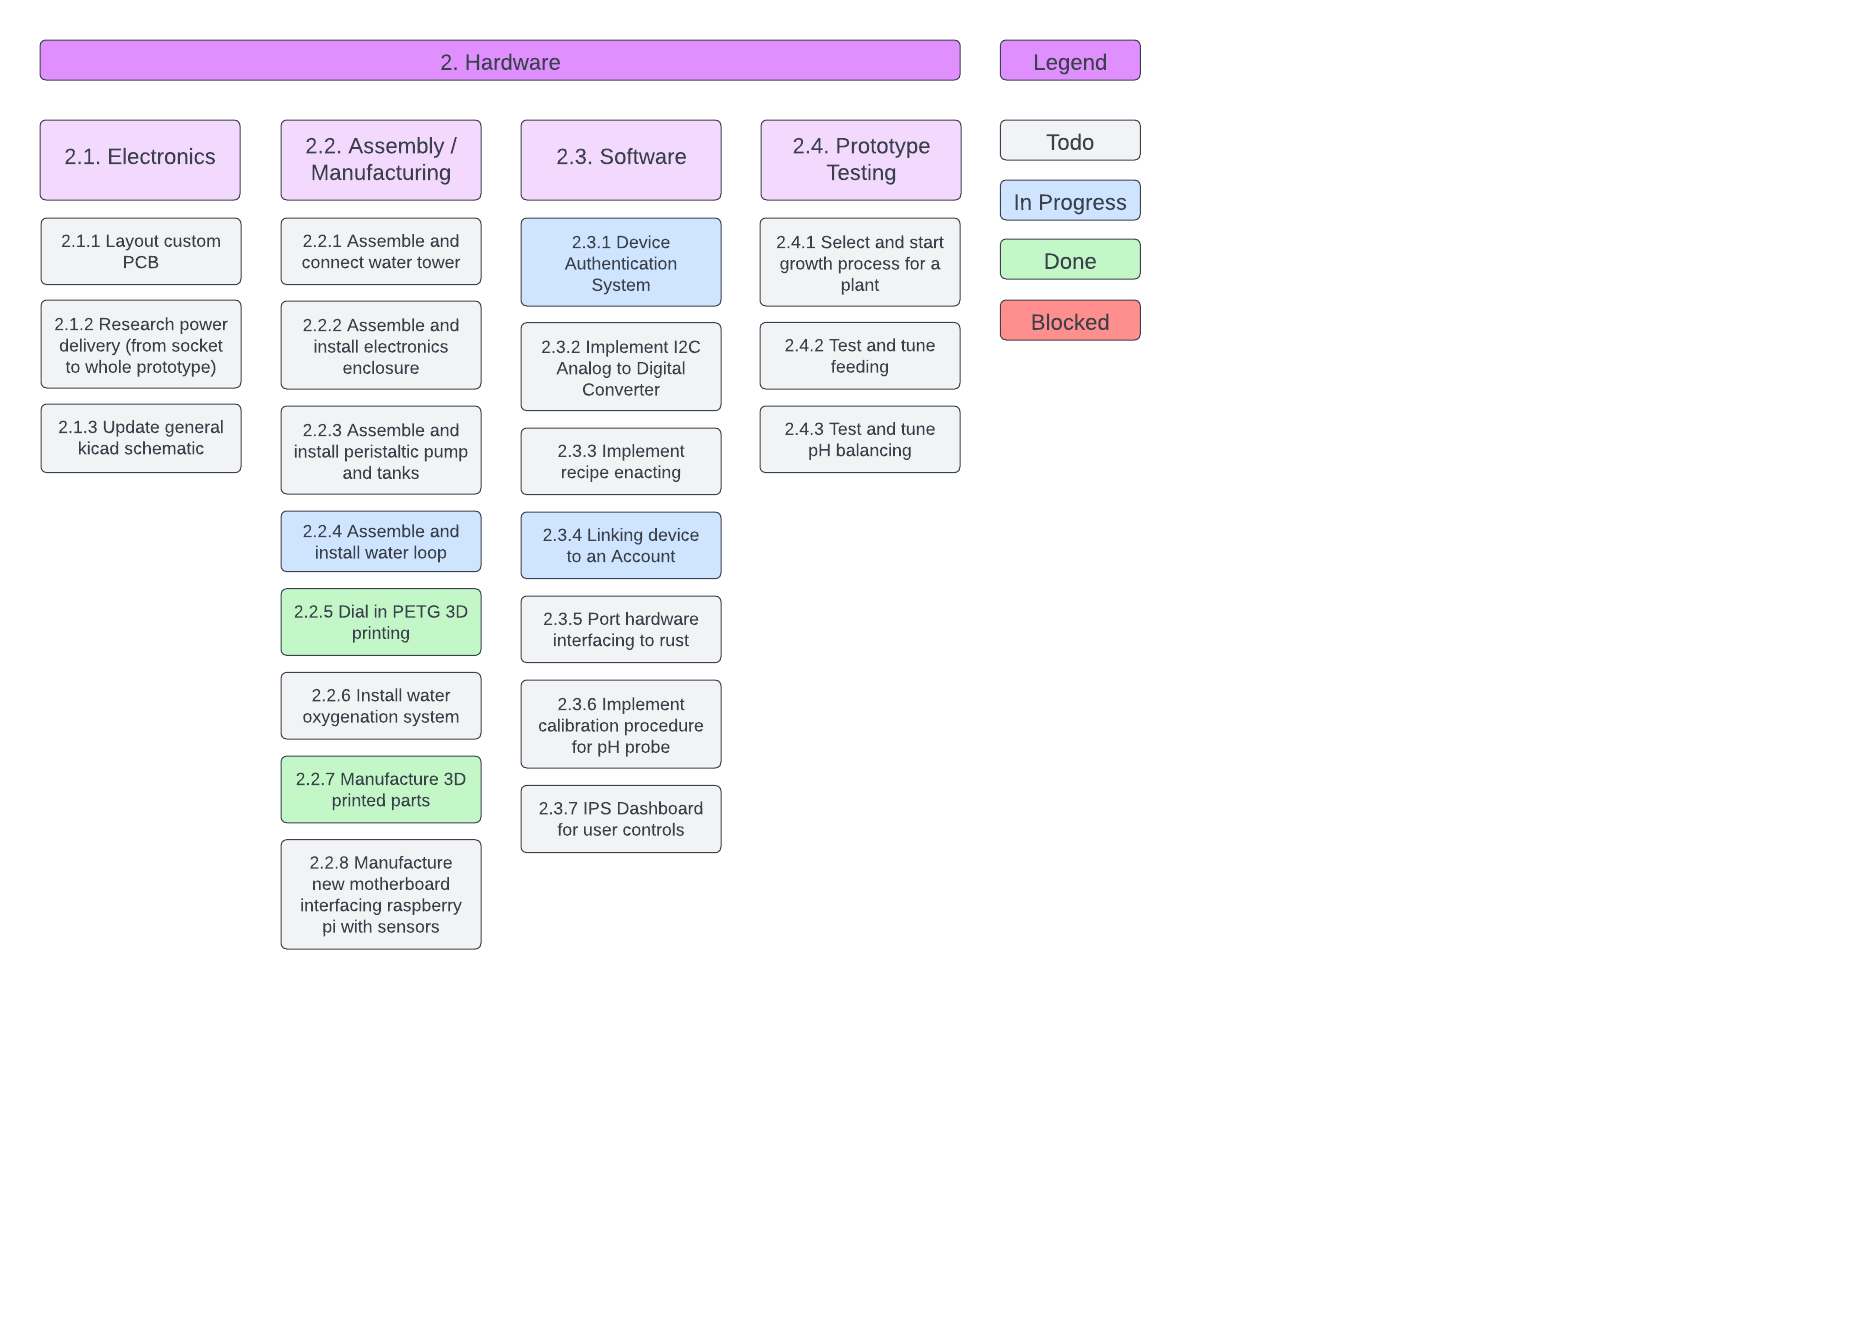 2. Hardware
Legend
2.1. Electronics
2.2. Assembly /
Manufacturing
2.3. Software
2.4. Prototype
Testing
Todo
In Progress
Done
Blocked
2.1.1 Layout custom
PCB
2.1.2 Research power
delivery (from socket
to whole prototype)
2.1.3 Update general
kicad schematic
2.2.1 Assemble and
connect water tower
2.2.2 Assemble and
install electronics
enclosure
2.2.3 Assemble and
install peristaltic pump
and tanks
2.2.4 Assemble and
install water loop
2.2.5 Dial in PETG 3D
printing
2.2.6 Install water
oxygenation system
2.2.7 Manufacture 3D
printed parts
2.2.8 Manufacture
new motherboard
interfacing raspberry
pi with sensors
2.3.1 Device
Authentication
System
2.3.2 Implement I2C
Analog to Digital
Converter
2.3.3 Implement
recipe enacting
2.3.4 Linking device
to an Account
2.3.5 Port hardware
interfacing to rust
2.3.6 Implement
calibration procedure
for pH probe
2.3.7 IPS Dashboard
for user controls
2.4.1 Select and start
growth process for a
plant
2.4.2 Test and tune
feeding
2.4.3 Test and tune
pH balancing